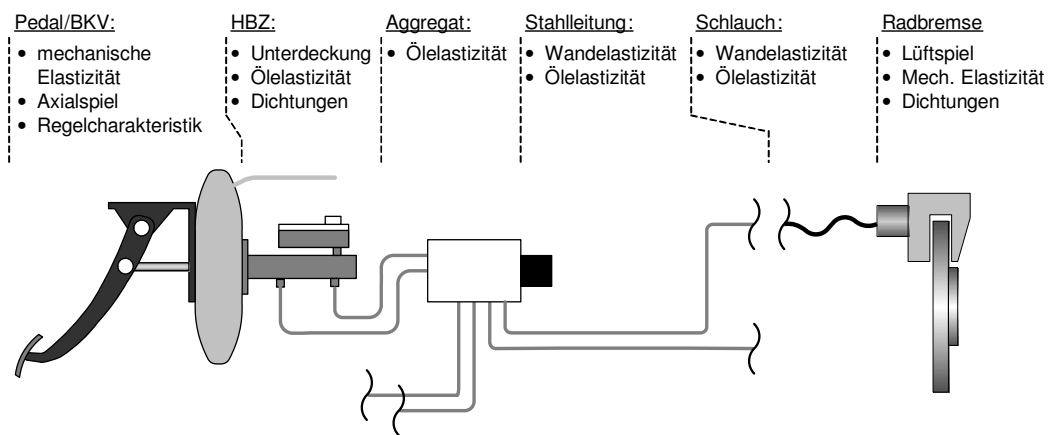 Pedal/BKV:
• mechanische
Elastizität
• Axialspiel
• Regelcharakteristik
HBZ:
• Unterdeckung
• Ölelastizität
• Dichtungen
Aggregat:
• Ölelastizität
Stahlleitung:
• Wandelastizität
• Ölelastizität
Schlauch:
• Wandelastizität
• Ölelastizität
Radbremse
• Lüftspiel
• Mech. Elastizität
• Dichtungen